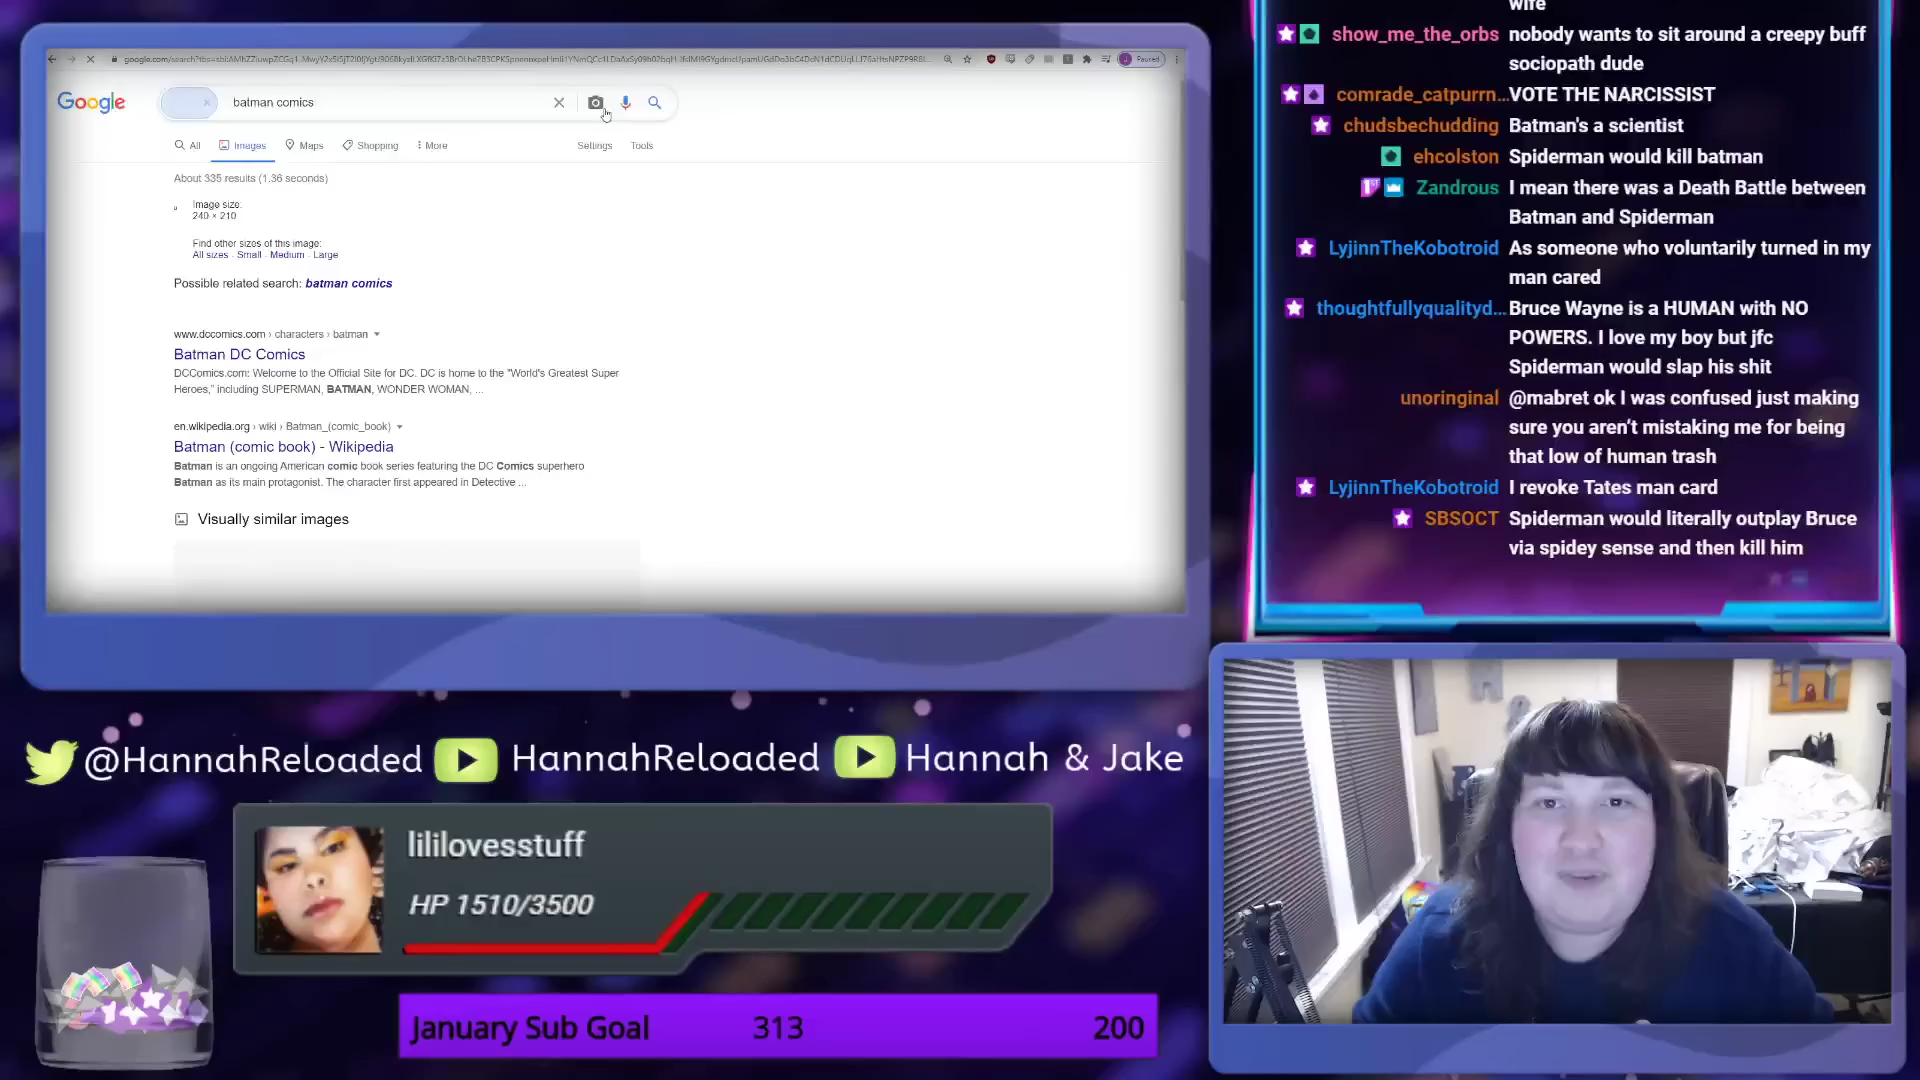 Google
batman comics
All
Images
Maps
Shopping
More
Settings
Tools
Paused
About 335 results (1.36 seconds)
Image size:
240 × 210
Find other sizes of this image:
All sizes - Small - Medium - Large
Possible related search: batman comics
www.dccomics.com › characters › batman
Batman DC Comics
DCComics.com: Welcome to the Official Site for DC. DC is home to the "World's Greatest Super
Heroes," including SUPERMAN, BATMAN, WONDER WOMAN, ...
en.wikipedia.org › wiki › Batman_(comic_book)
Batman (comic book) - Wikipedia
Batman is an ongoing American comic book series featuring the DC Comics superhero
Batman as its main protagonist. The character first appeared in Detective ...
Visually similar images
wife
show_me_the_orbs nobody wants to sit around a creepy buff
sociopath dude
comrade_catpurrn... VOTE THE NARCISSIST
chudsbechudding Batman's a scientist
ehcolston Spiderman would kill batman
Zandrous I mean there was a Death Battle between
Batman and Spiderman
LyjinnTheKobotroid As someone who voluntarily turned in my
man cared
thoughtfullyqualityd... Bruce Wayne is a HUMAN with NO
POWERS. I love my boy but jfc
Spiderman would slap his shit
unoringinal @mabret ok I was confused just making
sure you aren't mistaking me for being
that low of human trash
LyjinnTheKobotroid I revoke Tates man card
SBSOCT Spiderman would literally outplay Bruce
via spidey sense and then kill him
@HannahReloaded HannahReloaded Hannah & Jake
lililovesstuff
HP 1510/3500
January Sub Goal 313 200